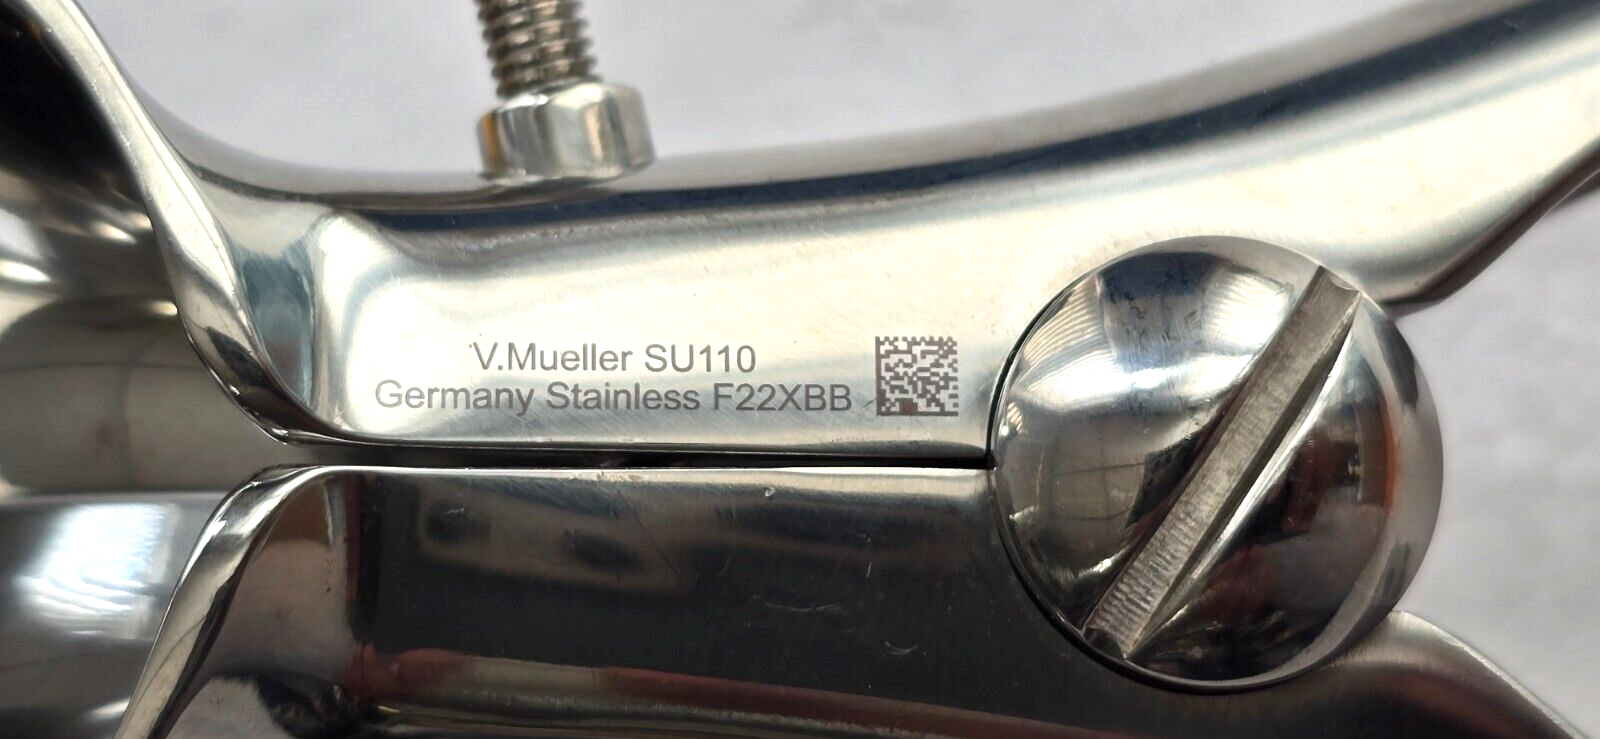 V.Mueller SU110
Germany Stainless F22XBB